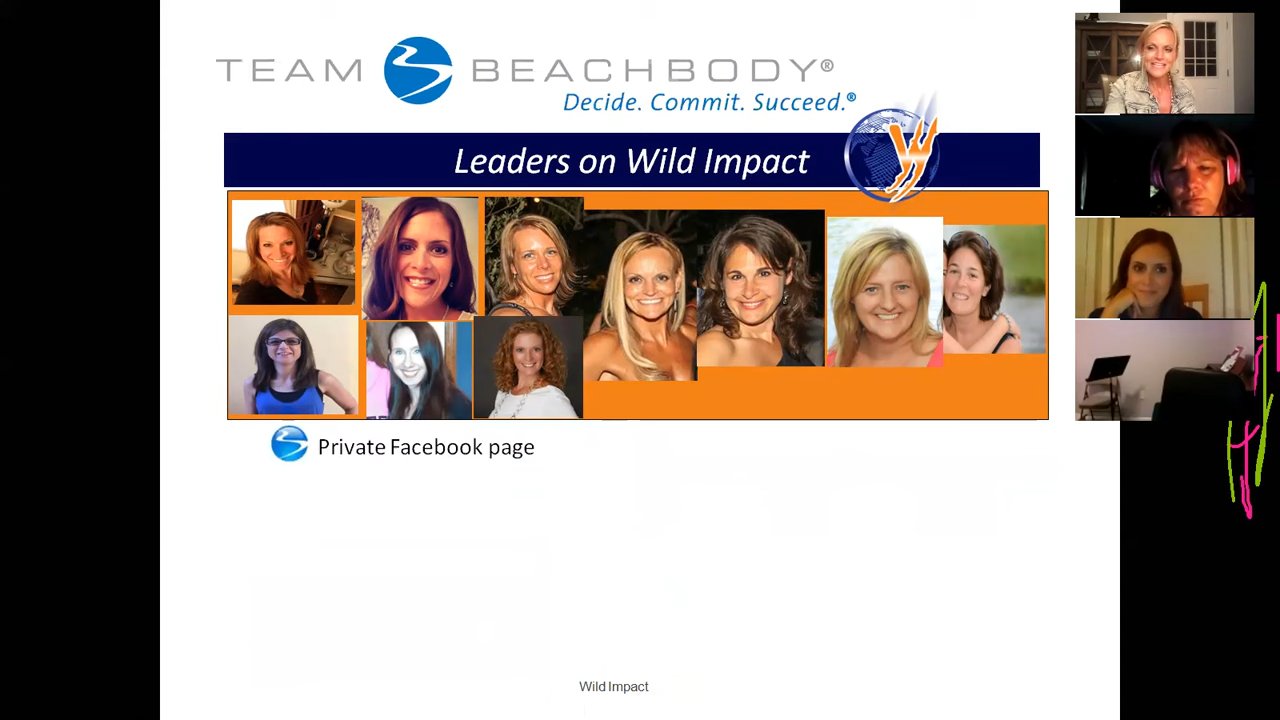 TEAM BEACHBODY®
Decide. Commit. Succeed.®
Leaders on Wild Impact
Private Facebook page
Wild Impact